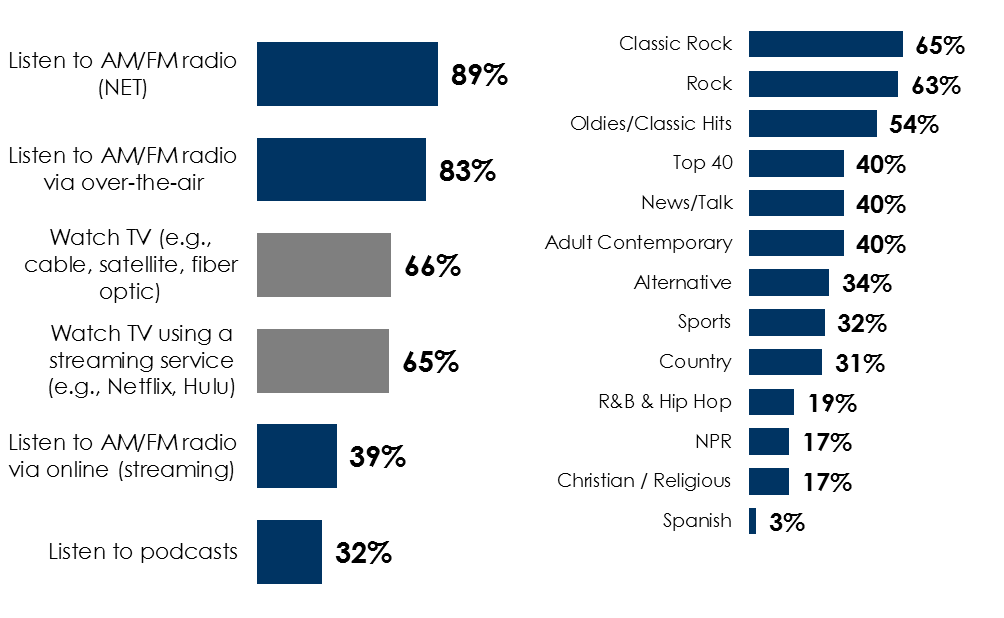 Listen to AM/FM radio
(NET)
89%
Listen to AM/FM radio
via over-the-air
83%
Watch TV (e.g.,
cable, satellite, fiber
optic)
66%
Watch TV using a
streaming service
(e.g., Netflix, Hulu)
65%
Listen to AM/FM radio
via online (streaming)
39%
Listen to podcasts
32%
Classic Rock
65%
Rock
63%
Oldies/Classic Hits
54%
Top 40
40%
News/Talk
40%
Adult Contemporary
40%
Alternative
34%
Sports
32%
Country
31%
R&B & Hip Hop
19%
NPR
17%
Christian / Religious
17%
Spanish
3%